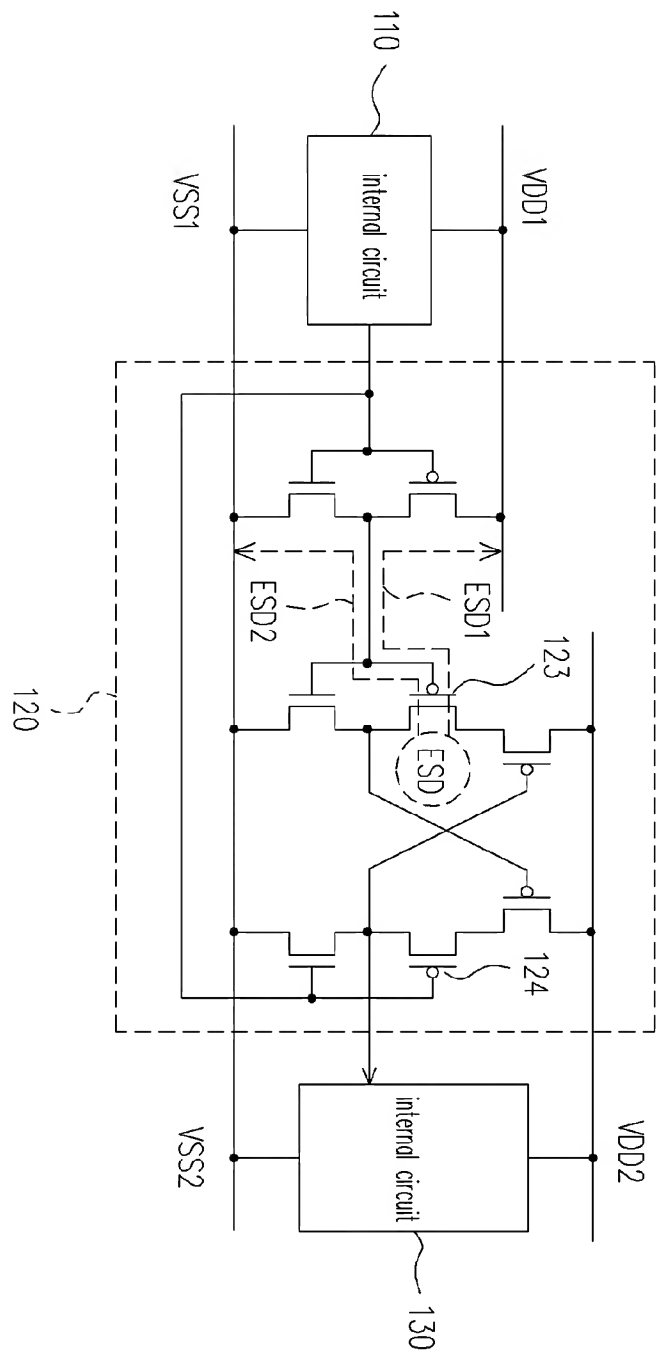 110
VDD1
internal circuit
VSS1
120
ESD1
ESD2
ESD
123
124
VDD2
internal circuit
VSS2
130